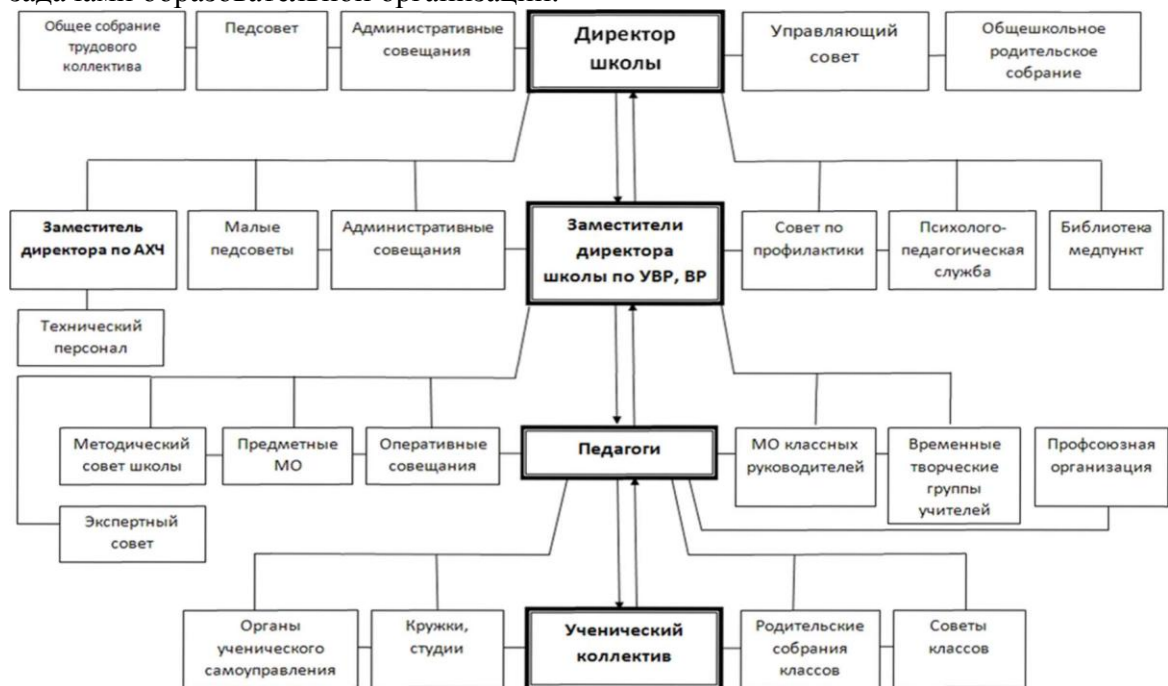 задачами образовательной организации.
Общее собрание
трудового
коллектива
Педсовет
Административные
совещания
Директор
школы
Управляющий
совет
Общешкольное
родительское
собрание
Заместитель
директора по АХЧ
Малые
педсоветы
Административные
совещания
Заместители
директора
школы по УВР, ВР
Совет по
профилактики
Психолого-
педагогическая
служба
Библиотека
медпункт
Технический
персонал
Методический
совет школы
Предметные
МО
Оперативные
совещания
Педагоги
МО классных
руководителей
Временные
творческие
группы
учителей
Профсоюзная
организация
Экспертный
совет
Органы
ученического
самоуправления
Кружки,
студии
Ученический
коллектив
Родительские
собрания
классов
Советы
классов